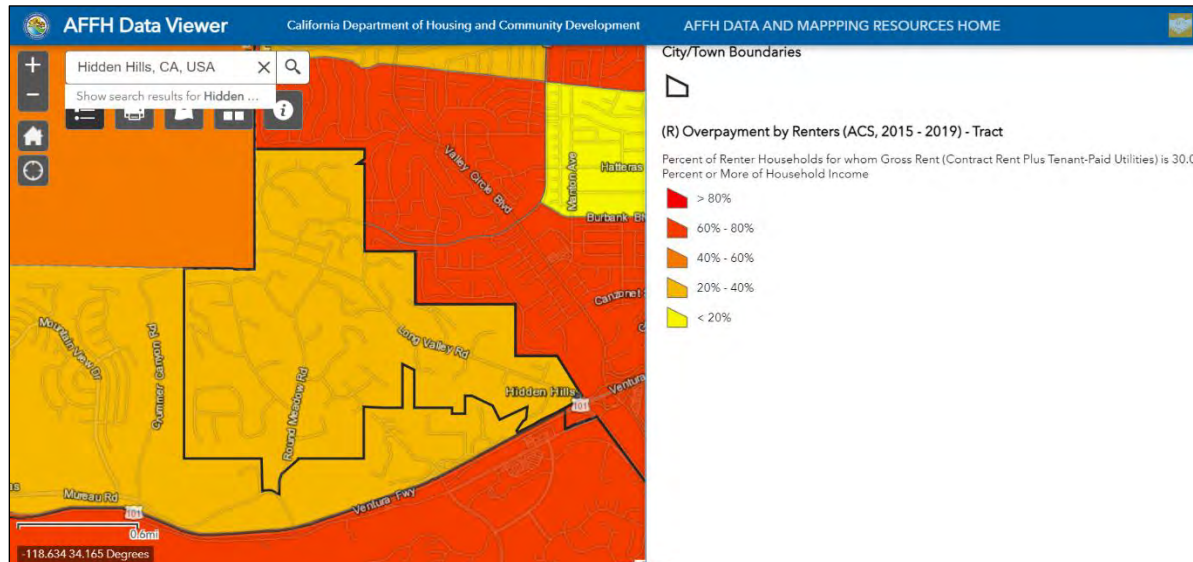 AFFH Data Viewer
California Department of Housing and Community Development
AFFH DATA AND MAPPPING RESOURCES HOME
+
Hidden Hills, CA, USA
−
Show search results for Hidden ...
City/Town Boundaries
(R) Overpayment by Renters (ACS, 2015 - 2019) - Tract
Percent of Renter Households for whom Gross Rent (Contract Rent Plus Tenant-Paid Utilities) is 30.0
Percent or More of Household Income
> 80%
60% - 80%
40% - 60%
20% - 40%
< 20%
Valley Circle Blvd
Manton Ave
Hatteras
Burbank Bl
Canzonet
Long Valley Rd
Mountain View Dr
Crummer Canyon Rd
Round Meadow Rd
Hidden Hills
101
Ventura
Mureau Rd
101
Ventura Fwy
0.6mi
-118.634 34.165 Degrees